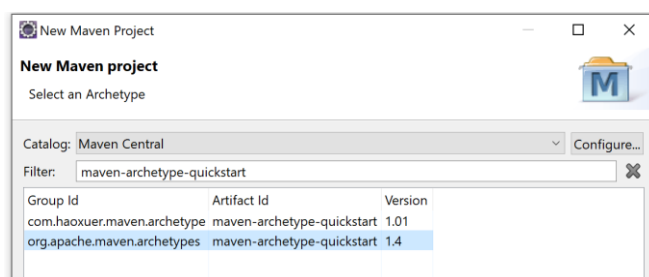 New Maven Project
New Maven project
Select an Archetype
M
Catalog: Maven Central Configure...
Filter: maven-archetype-quickstart
Group Id Artifact Id Version
com.haoxuer.maven.archetype maven-archetype-quickstart 1.01
org.apache.maven.archetypes maven-archetype-quickstart 1.4